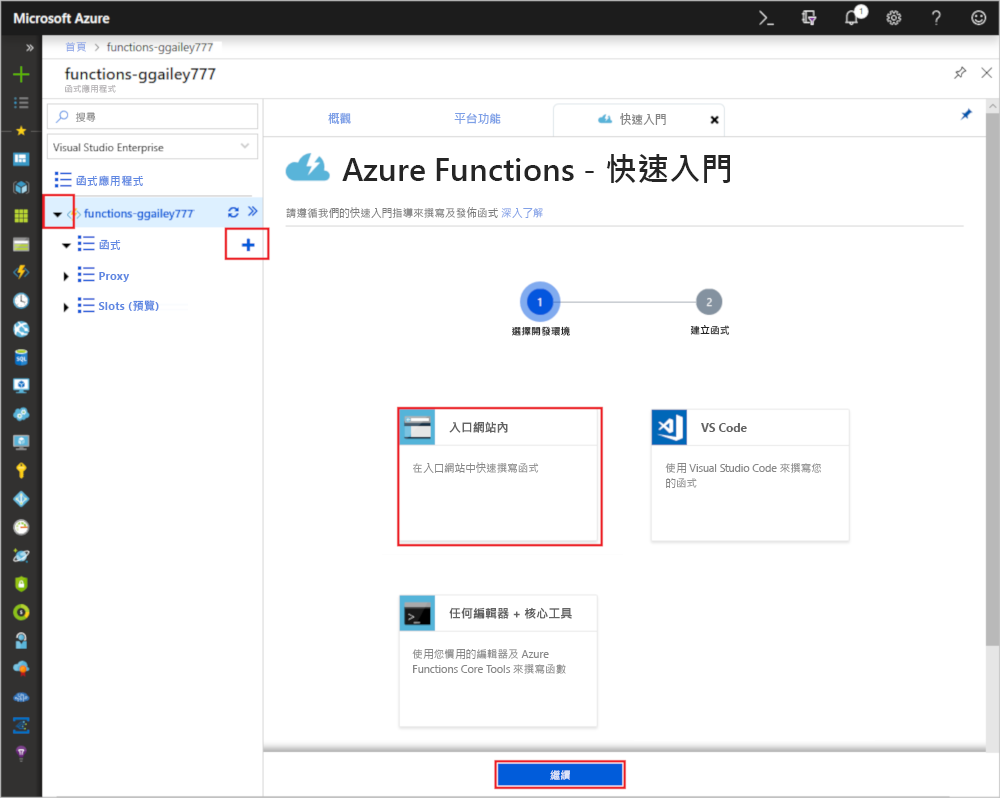 Microsoft Azure
1
首頁 > functions-ggailey777
functions-ggailey777
函式應用程式
搜尋
Visual Studio Enterprise
函式應用程式
functions-ggailey777
函式
Proxy
Slots (預覽)
概觀
平台功能
快速入門
Azure Functions - 快速入門
請遵循我們的快速入門指導來撰寫及發佈函式 深入了解
1
2
選擇開發環境
建立函式
入口網站內
在入口網站中快速撰寫函式
VS Code
使用 Visual Studio Code 來撰寫您
的函式
任何編輯器 + 核心工具
使用您慣用的編輯器及 Azure
Functions Core Tools 來撰寫函數
繼續